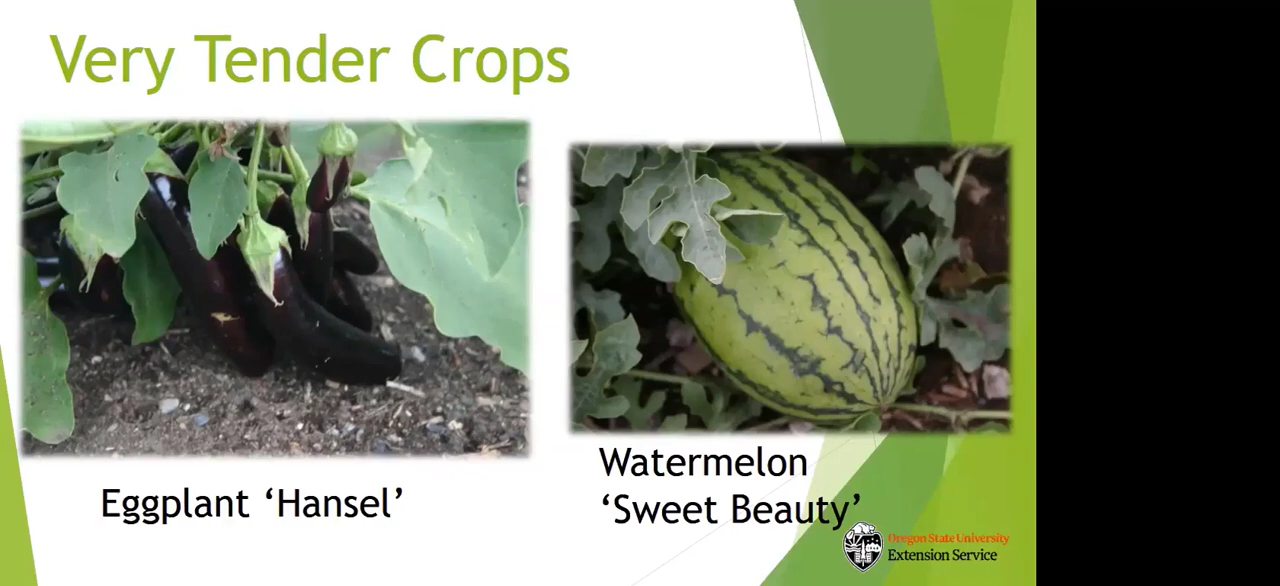 Very Tender Crops
Eggplant ‘Hansel’
Watermelon
‘Sweet Beauty’
Oregon State University
Extension Service